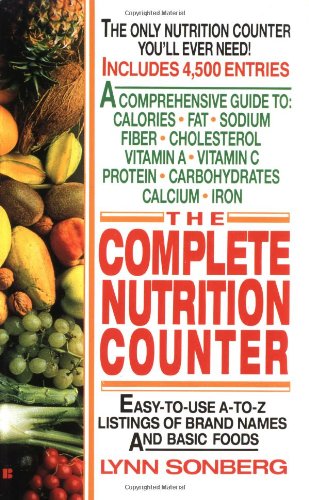 THE ONLY NUTRITION COUNTER
YOU'LL EVER NEED!
INCLUDES 4,500 ENTRIES
A COMPREHENSIVE GUIDE TO:
CALORIES • FAT • SODIUM
FIBER • CHOLESTEROL
VITAMIN A • VITAMIN C
PROTEIN • CARBOHYDRATES
CALCIUM • IRON
THE
COMPLETE
NUTRITION
COUNTER
EASY-TO-USE A-TO-Z
LISTINGS OF BRAND NAMES
AND BASIC FOODS
LYNN SONBERG
B